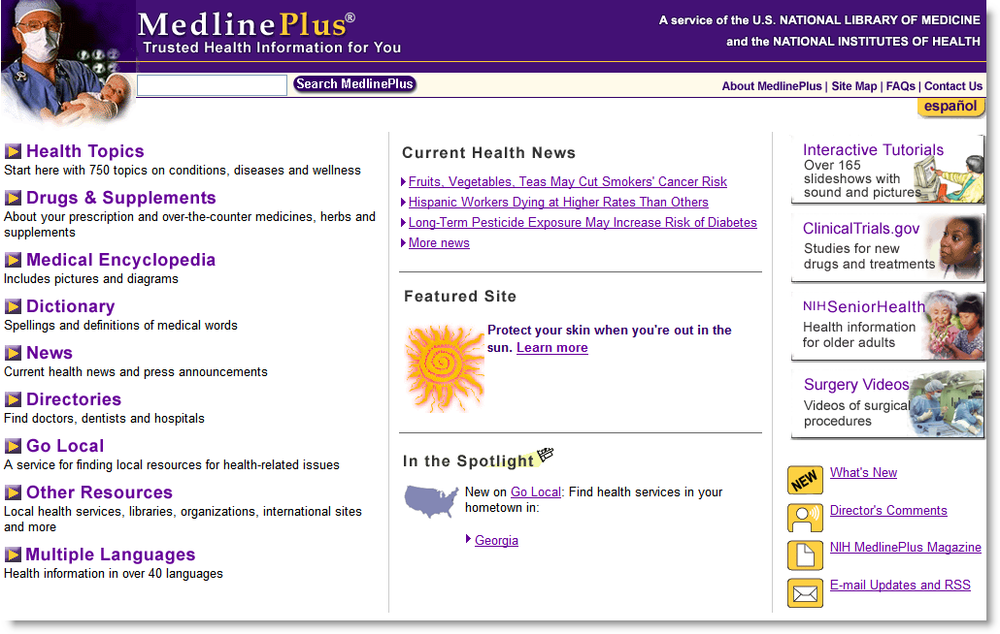 MedlinePlus®
Trusted Health Information for You
A service of the U.S. NATIONAL LIBRARY OF MEDICINE
and the NATIONAL INSTITUTES OF HEALTH
Search MedlinePlus
About MedlinePlus | Site Map | FAQs | Contact Us
español
Health Topics
Start here with 750 topics on conditions, diseases and wellness
Drugs & Supplements
About your prescription and over-the-counter medicines, herbs and
supplements
Medical Encyclopedia
Includes pictures and diagrams
Dictionary
Spellings and definitions of medical words
News
Current health news and press announcements
Directories
Find doctors, dentists and hospitals
Go Local
A service for finding local resources for health-related issues
Other Resources
Local health services, libraries, organizations, international sites
and more
Multiple Languages
Health information in over 40 languages
Current Health News
Fruits, Vegetables, Teas May Cut Smokers' Cancer Risk
Hispanic Workers Dying at Higher Rates Than Others
Long-Term Pesticide Exposure May Increase Risk of Diabetes
More news
Featured Site
Protect your skin when you're out in the
sun. Learn more
In the Spotlight
New on Go Local: Find health services in your
hometown in:
Georgia
Interactive Tutorials
Over 165
slideshows with
sound and pictures
ClinicalTrials.gov
Studies for new
drugs and treatments
NIHSeniorHealth
Health information
for older adults
Surgery Videos
Videos of surgical
procedures
NEW
What's New
Director's Comments
NIH MedlinePlus Magazine
E-mail Updates and RSS